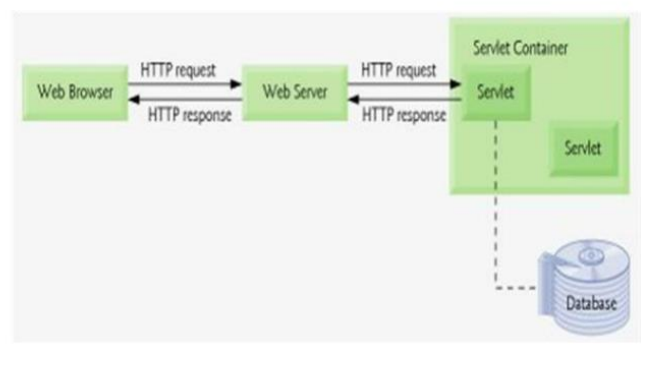 Servlet Container
HTTP request
HTTP request
Web Browser
Web Server
Servlet
HTTP response
HTTP response
Servlet
Database